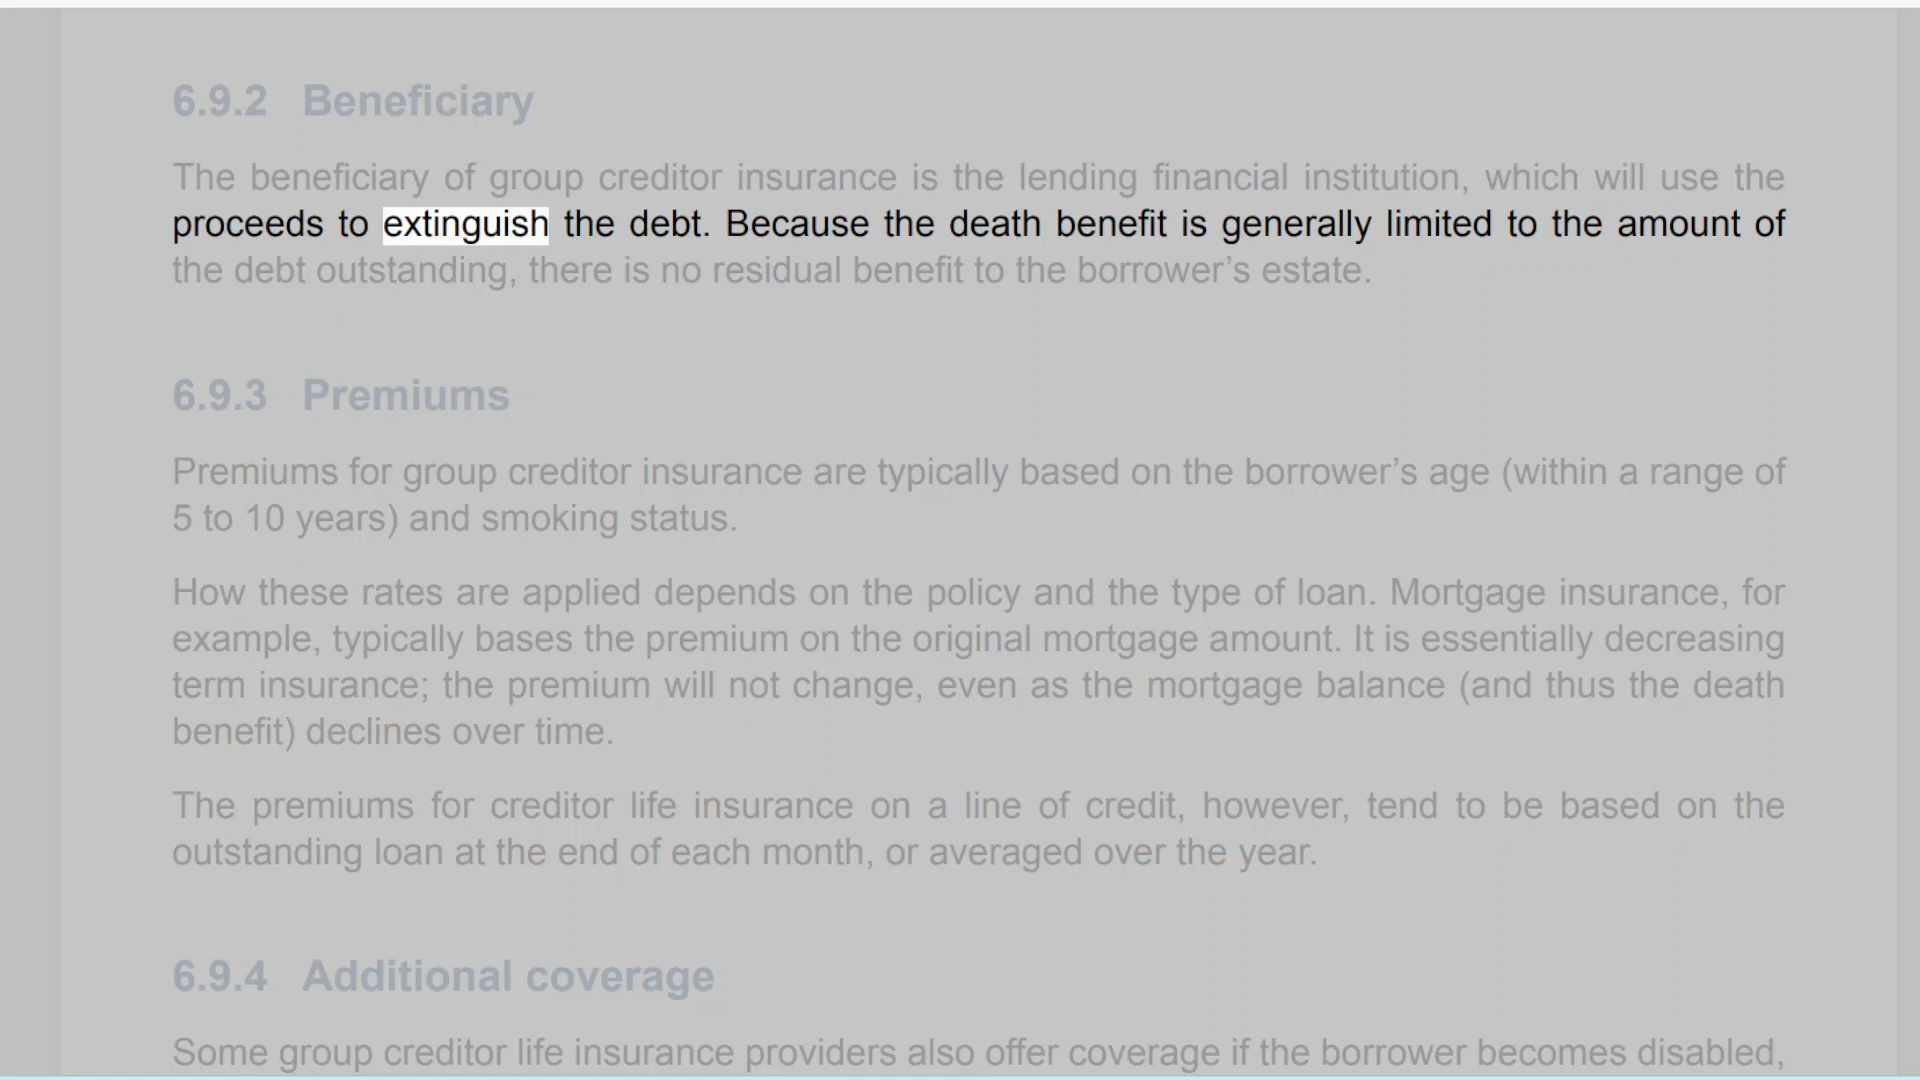 6.9.2 Beneficiary
The beneficiary of group creditor insurance is the lending financial institution, which will use the
proceeds to extinguish the debt. Because the death benefit is generally limited to the amount of
the debt outstanding, there is no residual benefit to the borrower’s estate.
6.9.3 Premiums
Premiums for group creditor insurance are typically based on the borrower’s age (within a range of
5 to 10 years) and smoking status.
How these rates are applied depends on the policy and the type of loan. Mortgage insurance, for
example, typically bases the premium on the original mortgage amount. It is essentially decreasing
term insurance; the premium will not change, even as the mortgage balance (and thus the death
benefit) declines over time.
The premiums for creditor life insurance on a line of credit, however, tend to be based on the
outstanding loan at the end of each month, or averaged over the year.
6.9.4 Additional coverage
Some group creditor life insurance providers also offer coverage if the borrower becomes disabled,